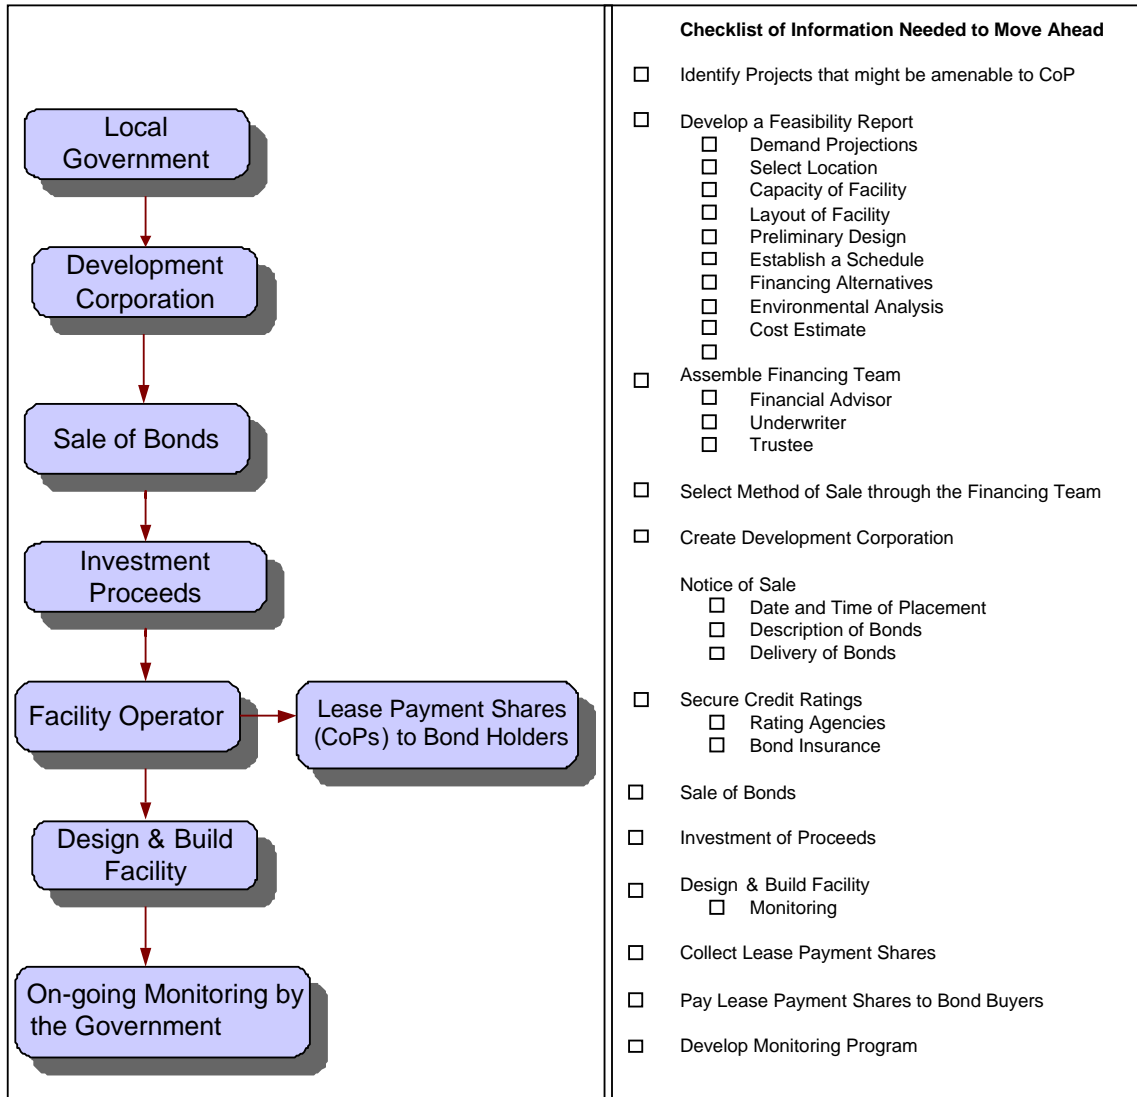 Local
Government
Development
Corporation
Sale of Bonds
Investment
Proceeds
Facility Operator
Lease Payment Shares
(CoPs) to Bond Holders
Design & Build
Facility
On-going Monitoring by
the Government
Checklist of Information Needed to Move Ahead
Identify Projects that might be amenable to CoP
Develop a Feasibility Report
Demand Projections
Select Location
Capacity of Facility
Layout of Facility
Preliminary Design
Establish a Schedule
Financing Alternatives
Environmental Analysis
Cost Estimate
Assemble Financing Team
Financial Advisor
Underwriter
Trustee
Select Method of Sale through the Financing Team
Create Development Corporation
Notice of Sale
Date and Time of Placement
Description of Bonds
Delivery of Bonds
Secure Credit Ratings
Rating Agencies
Bond Insurance
Sale of Bonds
Investment of Proceeds
Design & Build Facility
Monitoring
Collect Lease Payment Shares
Pay Lease Payment Shares to Bond Buyers
Develop Monitoring Program